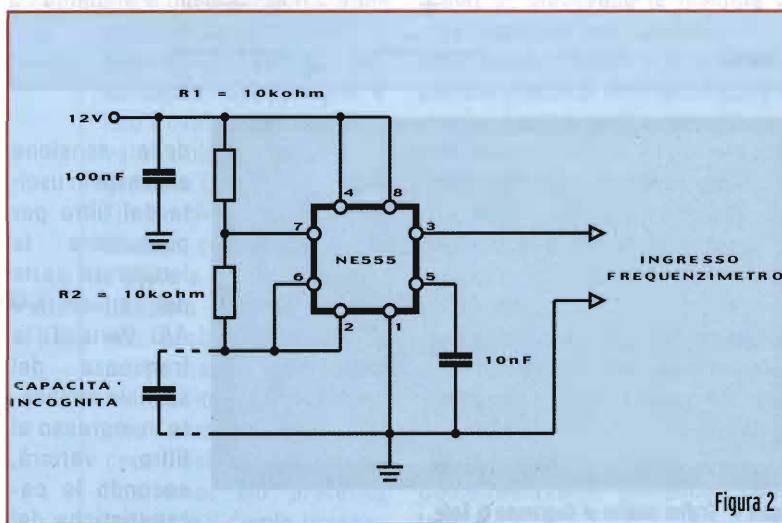 R1 = 10kohm
12V
100nF
4
8
7
3
NE555
INGRESSO
FREQUENZIMETRO
6
5
R2 = 10kohm
2
1
10nF
CAPACITA'
INCOGNITA
Figura 2